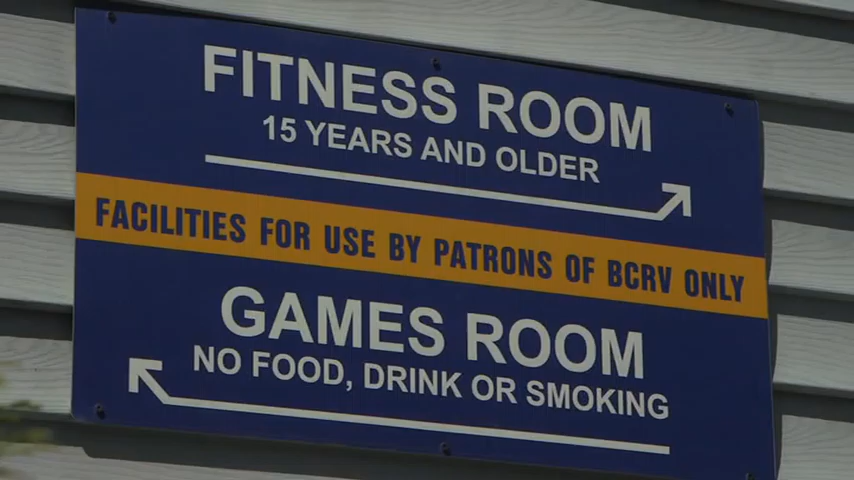 FITNESS ROOM
15 YEARS AND OLDER
FACILITIES FOR USE BY PATRONS OF BCRV ONLY
GAMES ROOM
NO FOOD, DRINK OR SMOKING